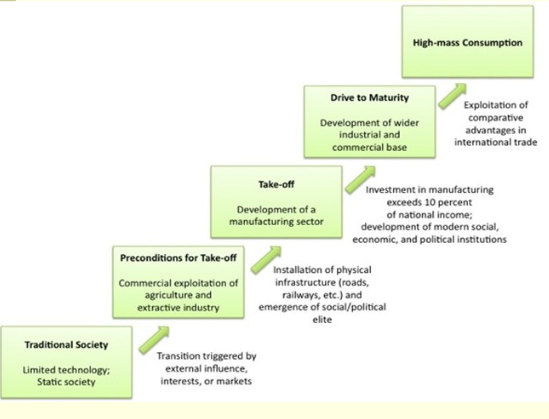 High-mass Consumption
Drive to Maturity
Development of wider
industrial and
commercial base
Exploitation of
comparative
advantages in
international trade
Take-off
Development of a
manufacturing sector
Investment in manufacturing
exceeds 10 percent
of national income;
development of modern social,
economic, and political institutions
Preconditions for Take-off
Commercial exploitation of
agriculture and
extractive industry
Installation of physical
infrastructure (roads,
railways, etc.) and
emergence of social/political
elite
Traditional Society
Limited technology;
Static society
Transition triggered by
external influence,
interests, or markets